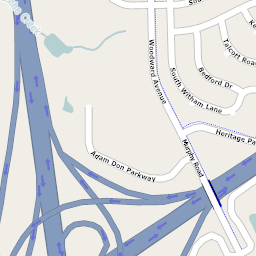 Talcott Road
Bedford Dr
South Witham Lane
Woodward Avenue
Heritage Pa
Murphy Road
Adam Don Parkway